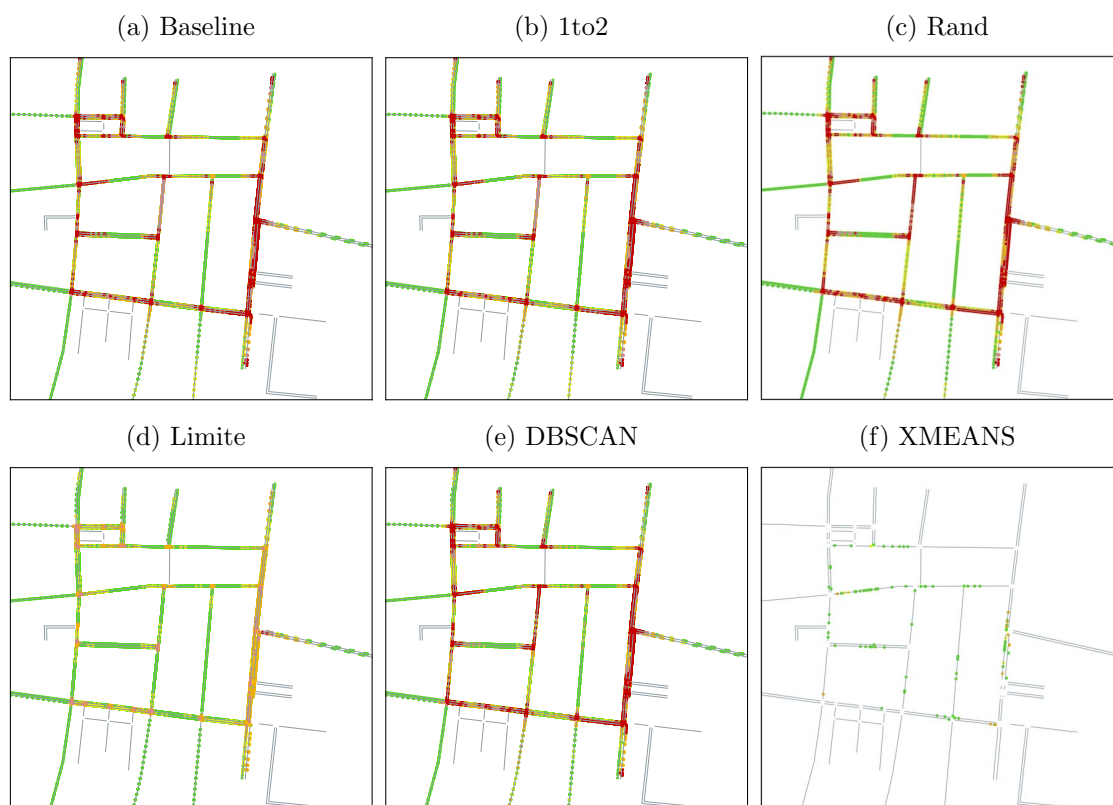 (a) Baseline
(b) 1to2
(c) Rand
(d) Limite
(e) DBSCAN
(f) XMEANS